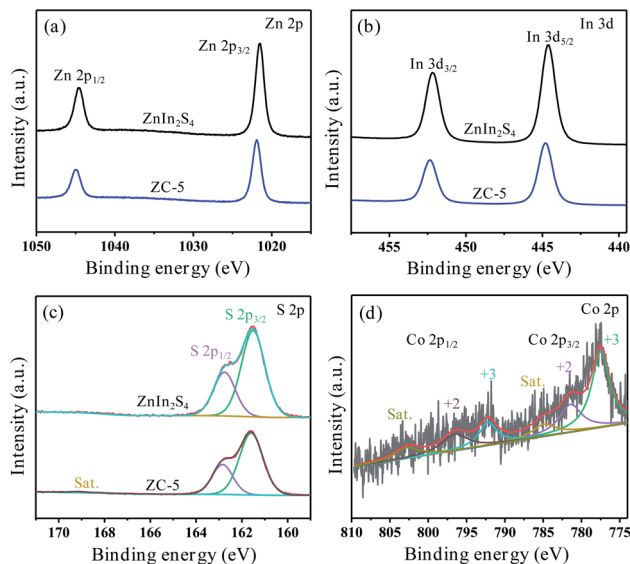 (a)
Zn 2p
Zn 2p3/2
Zn 2p1/2
ZnIn2S4
ZC-5
Intensity (a.u.)
1050 1040 1030 1020
Binding energy (eV)
(b)
In 3d
In 3d5/2
In 3d3/2
ZnIn2S4
ZC-5
Intensity (a.u.)
455 450 445 440
Binding energy (eV)
(c)
S 2p
S 2p3/2
S 2p1/2
ZnIn2S4
Sat.
ZC-5
Intensity (a.u.)
170 168 166 164 162 160
Binding energy (eV)
(d)
Co 2p
Co 2p1/2
Co 2p3/2
+3
+2
Sat.
+3
+2
Sat.
Intensity (a.u.)
810 805 800 795 790 785 780 775
Binding energy (eV)